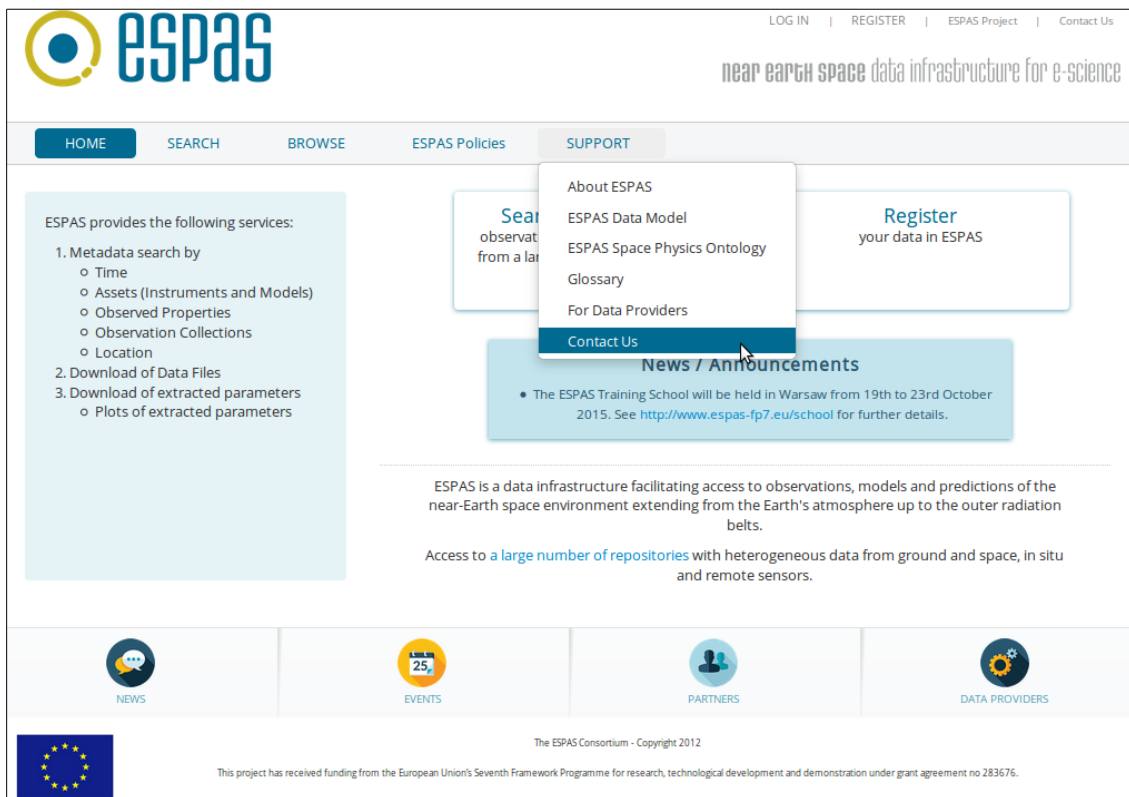 LOG IN | REGISTER | ESPAS Project | Contact Us
espas
near earth space data infrastructure for e-science
HOME SEARCH BROWSE ESPAS Policies SUPPORT
About ESPAS
ESPAS Data Model
ESPAS Space Physics Ontology
Glossary
For Data Providers
Contact Us
ESPAS provides the following services:
1. Metadata search by
Time
Assets (Instruments and Models)
Observed Properties
Observation Collections
Location
2. Download of Data Files
3. Download of extracted parameters
Plots of extracted parameters
from a
Register
your data in ESPAS
News / Announcements
• The ESPAS Training School will be held in Warsaw from 19th to 23rd October
2015. See http://www.espas-fp7.eu/school for further details.
ESPAS is a data infrastructure facilitating access to observations, models and predictions of the
near-Earth space environment extending from the Earth's atmosphere up to the outer radiation
belts.
Access to a large number of repositories with heterogeneous data from ground and space, in situ
and remote sensors.
NEWS EVENTS PARTNERS DATA PROVIDERS
25
The ESPAS Consortium - Copyright 2012
This project has received funding from the European Union's Seventh Framework Programme for research, technological development and demonstration under grant agreement no 283676.